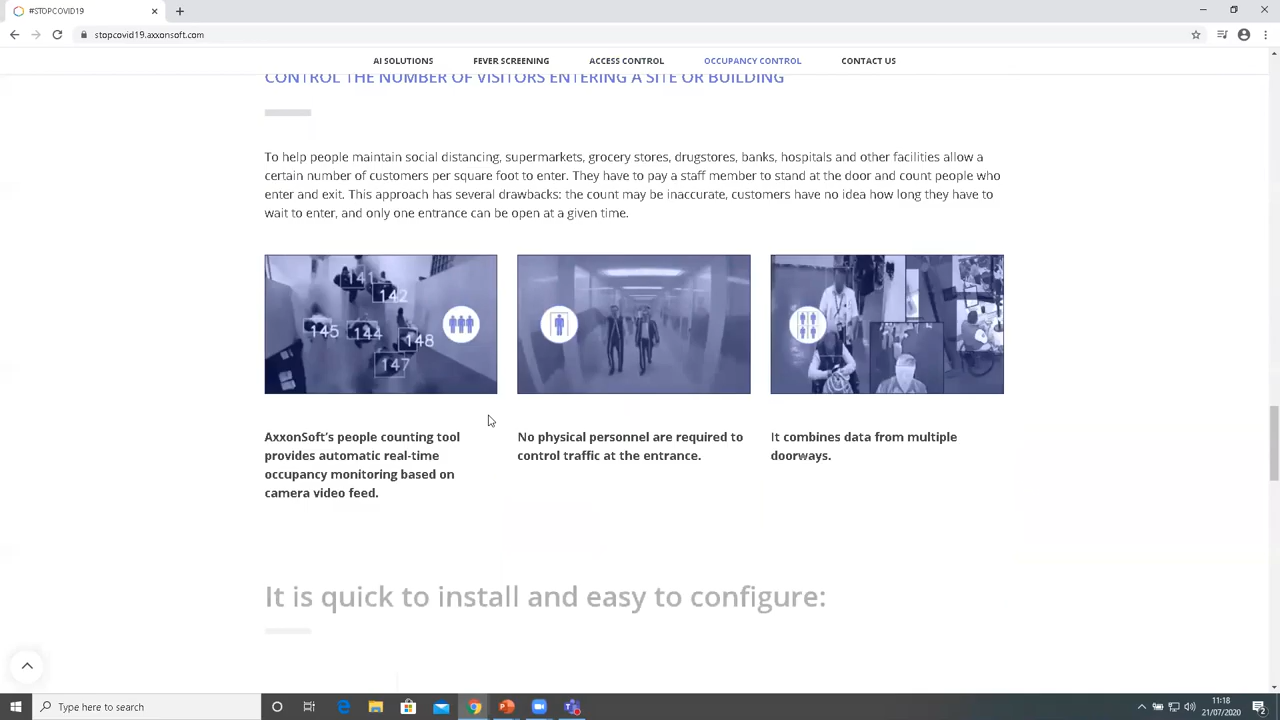 #STOPCOVID19
stopcovid19.axxonsoft.com
AI SOLUTIONS FEVER SCREENING ACCESS CONTROL OCCUPANCY CONTROL CONTACT US
CONTROL THE NUMBER OF VISITORS ENTERING A SITE OR BUILDING
To help people maintain social distancing, supermarkets, grocery stores, drugstores, banks, hospitals and other facilities allow a
certain number of customers per square foot to enter. They have to pay a staff member to stand at the door and count people who
enter and exit. This approach has several drawbacks: the count may be inaccurate, customers have no idea how long they have to
wait to enter, and only one entrance can be open at a given time.
141
142
145 144 148
147
AxxonSoft's people counting tool
provides automatic real-time
occupancy monitoring based on
camera video feed.
No physical personnel are required to
control traffic at the entrance.
It combines data from multiple
doorways.
It is quick to install and easy to configure:
Type here to search
11:18
21/07/2020
2